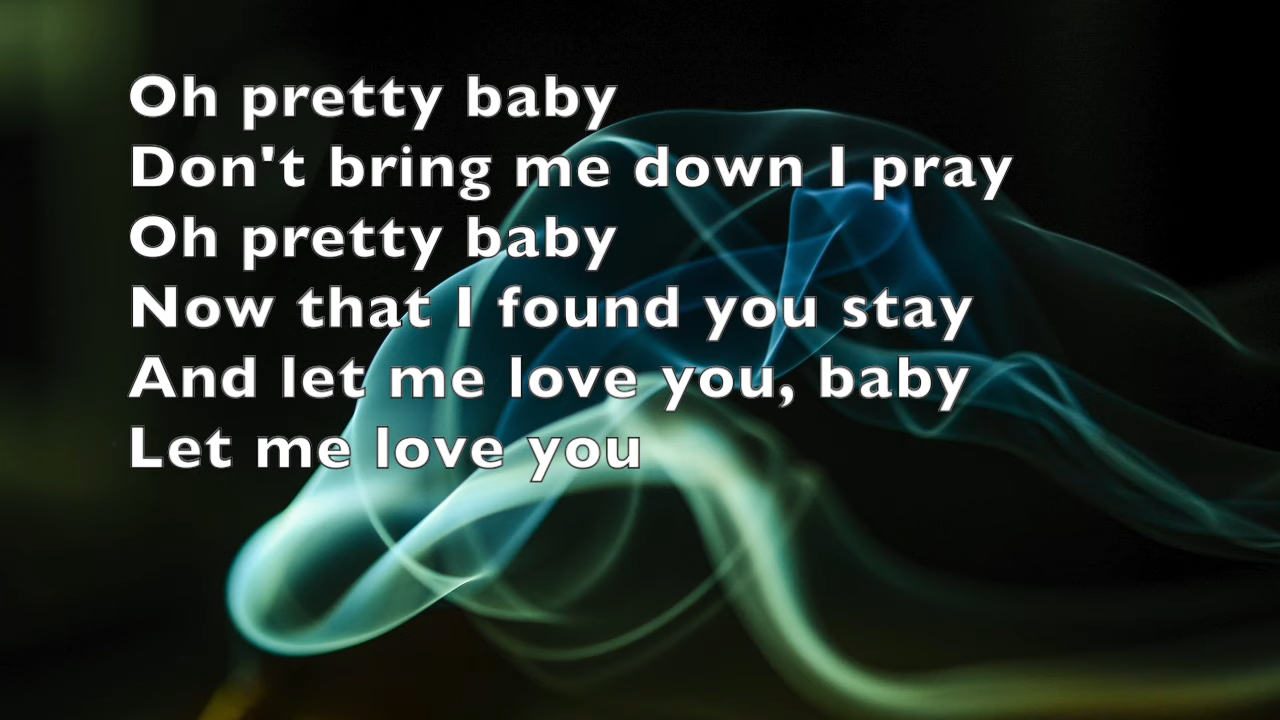 Oh pretty baby
Don't bring me down I pray
Oh pretty baby
Now that I found you stay
And let me love you, baby
Let me love you